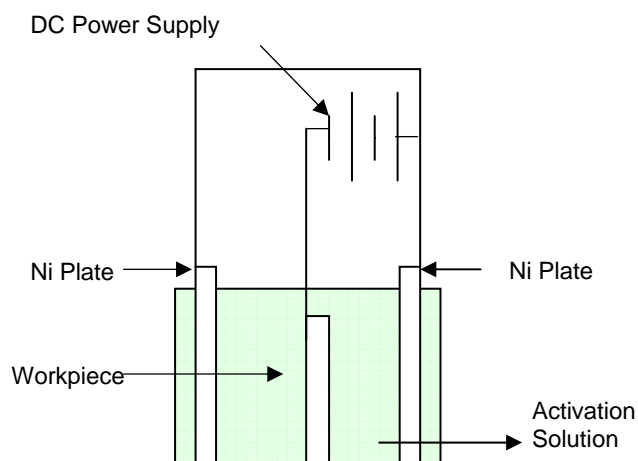 DC Power Supply
Ni Plate
Ni Plate
Workpiece
Activation
Solution